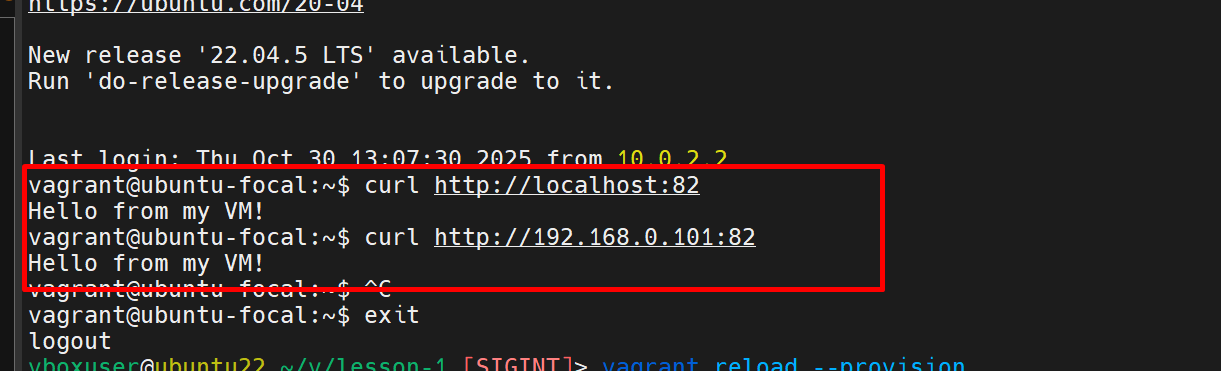 https://ubuntu.com/20-04
New release '22.04.5 LTS' available.
Run 'do-release-upgrade' to upgrade to it.
Last login: Thu Oct 30 13:07:30 2025 from 10.0.2.2
vagrant@ubuntu-focal:~$ curl http://localhost:82
Hello from my VM!
vagrant@ubuntu-focal:~$ curl http://192.168.0.101:82
Hello from my VM!
vagrant@ubuntu-focal:~$ ^C
vagrant@ubuntu-focal:~$ exit
logout
vboxuser@ubuntu22 ~/v/lesson-1 [SIGINT]> vagrant reload --provision